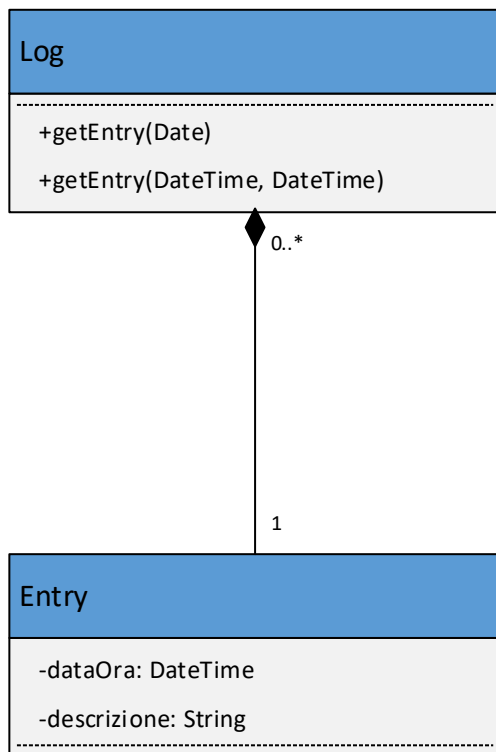 Log
+getEntry(Date)
+getEntry(DateTime, DateTime)
0..*
1
Entry
-dataOra: DateTime
-descrizione: String